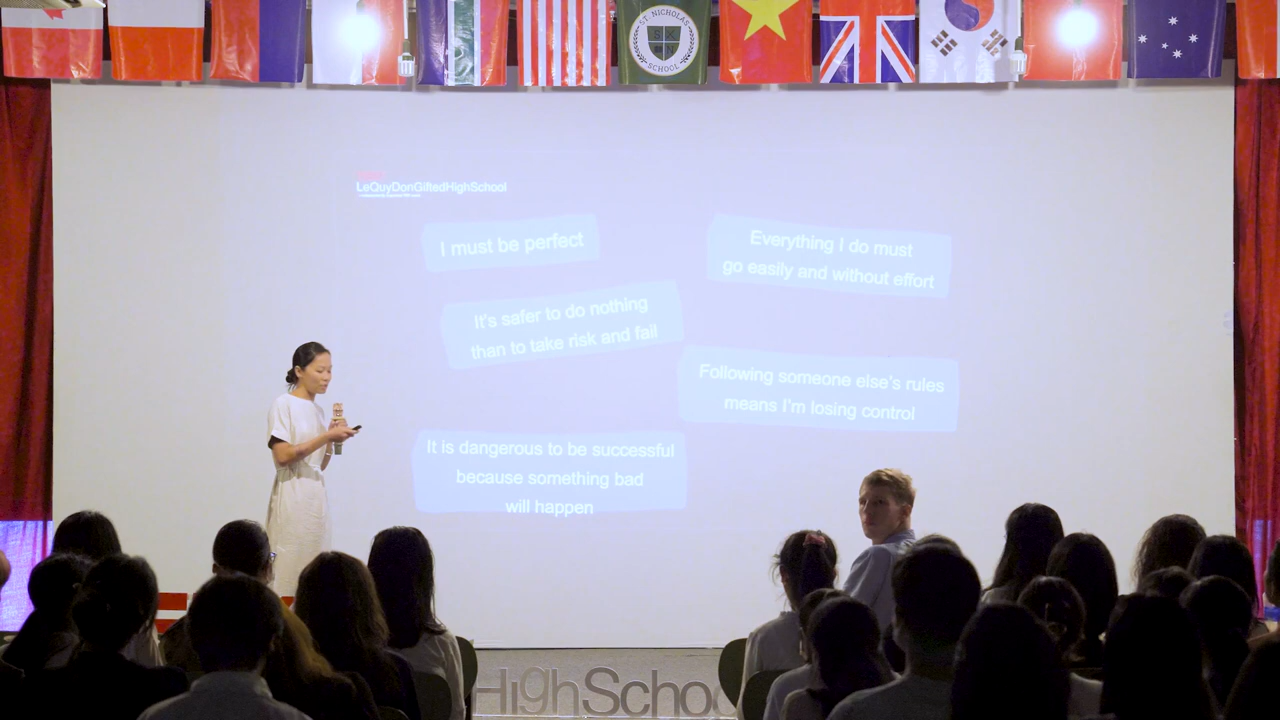 ST NICHOLAS
SCHOOL
LeQuyDonGiftedHighSchool
I must be perfect
Everything I do must
go easily and without effort
It's safer to do nothing
than to take risk and fail
Following someone else's rules
means I'm losing control
It is dangerous to be successful
because something bad
will happen
HighSchool